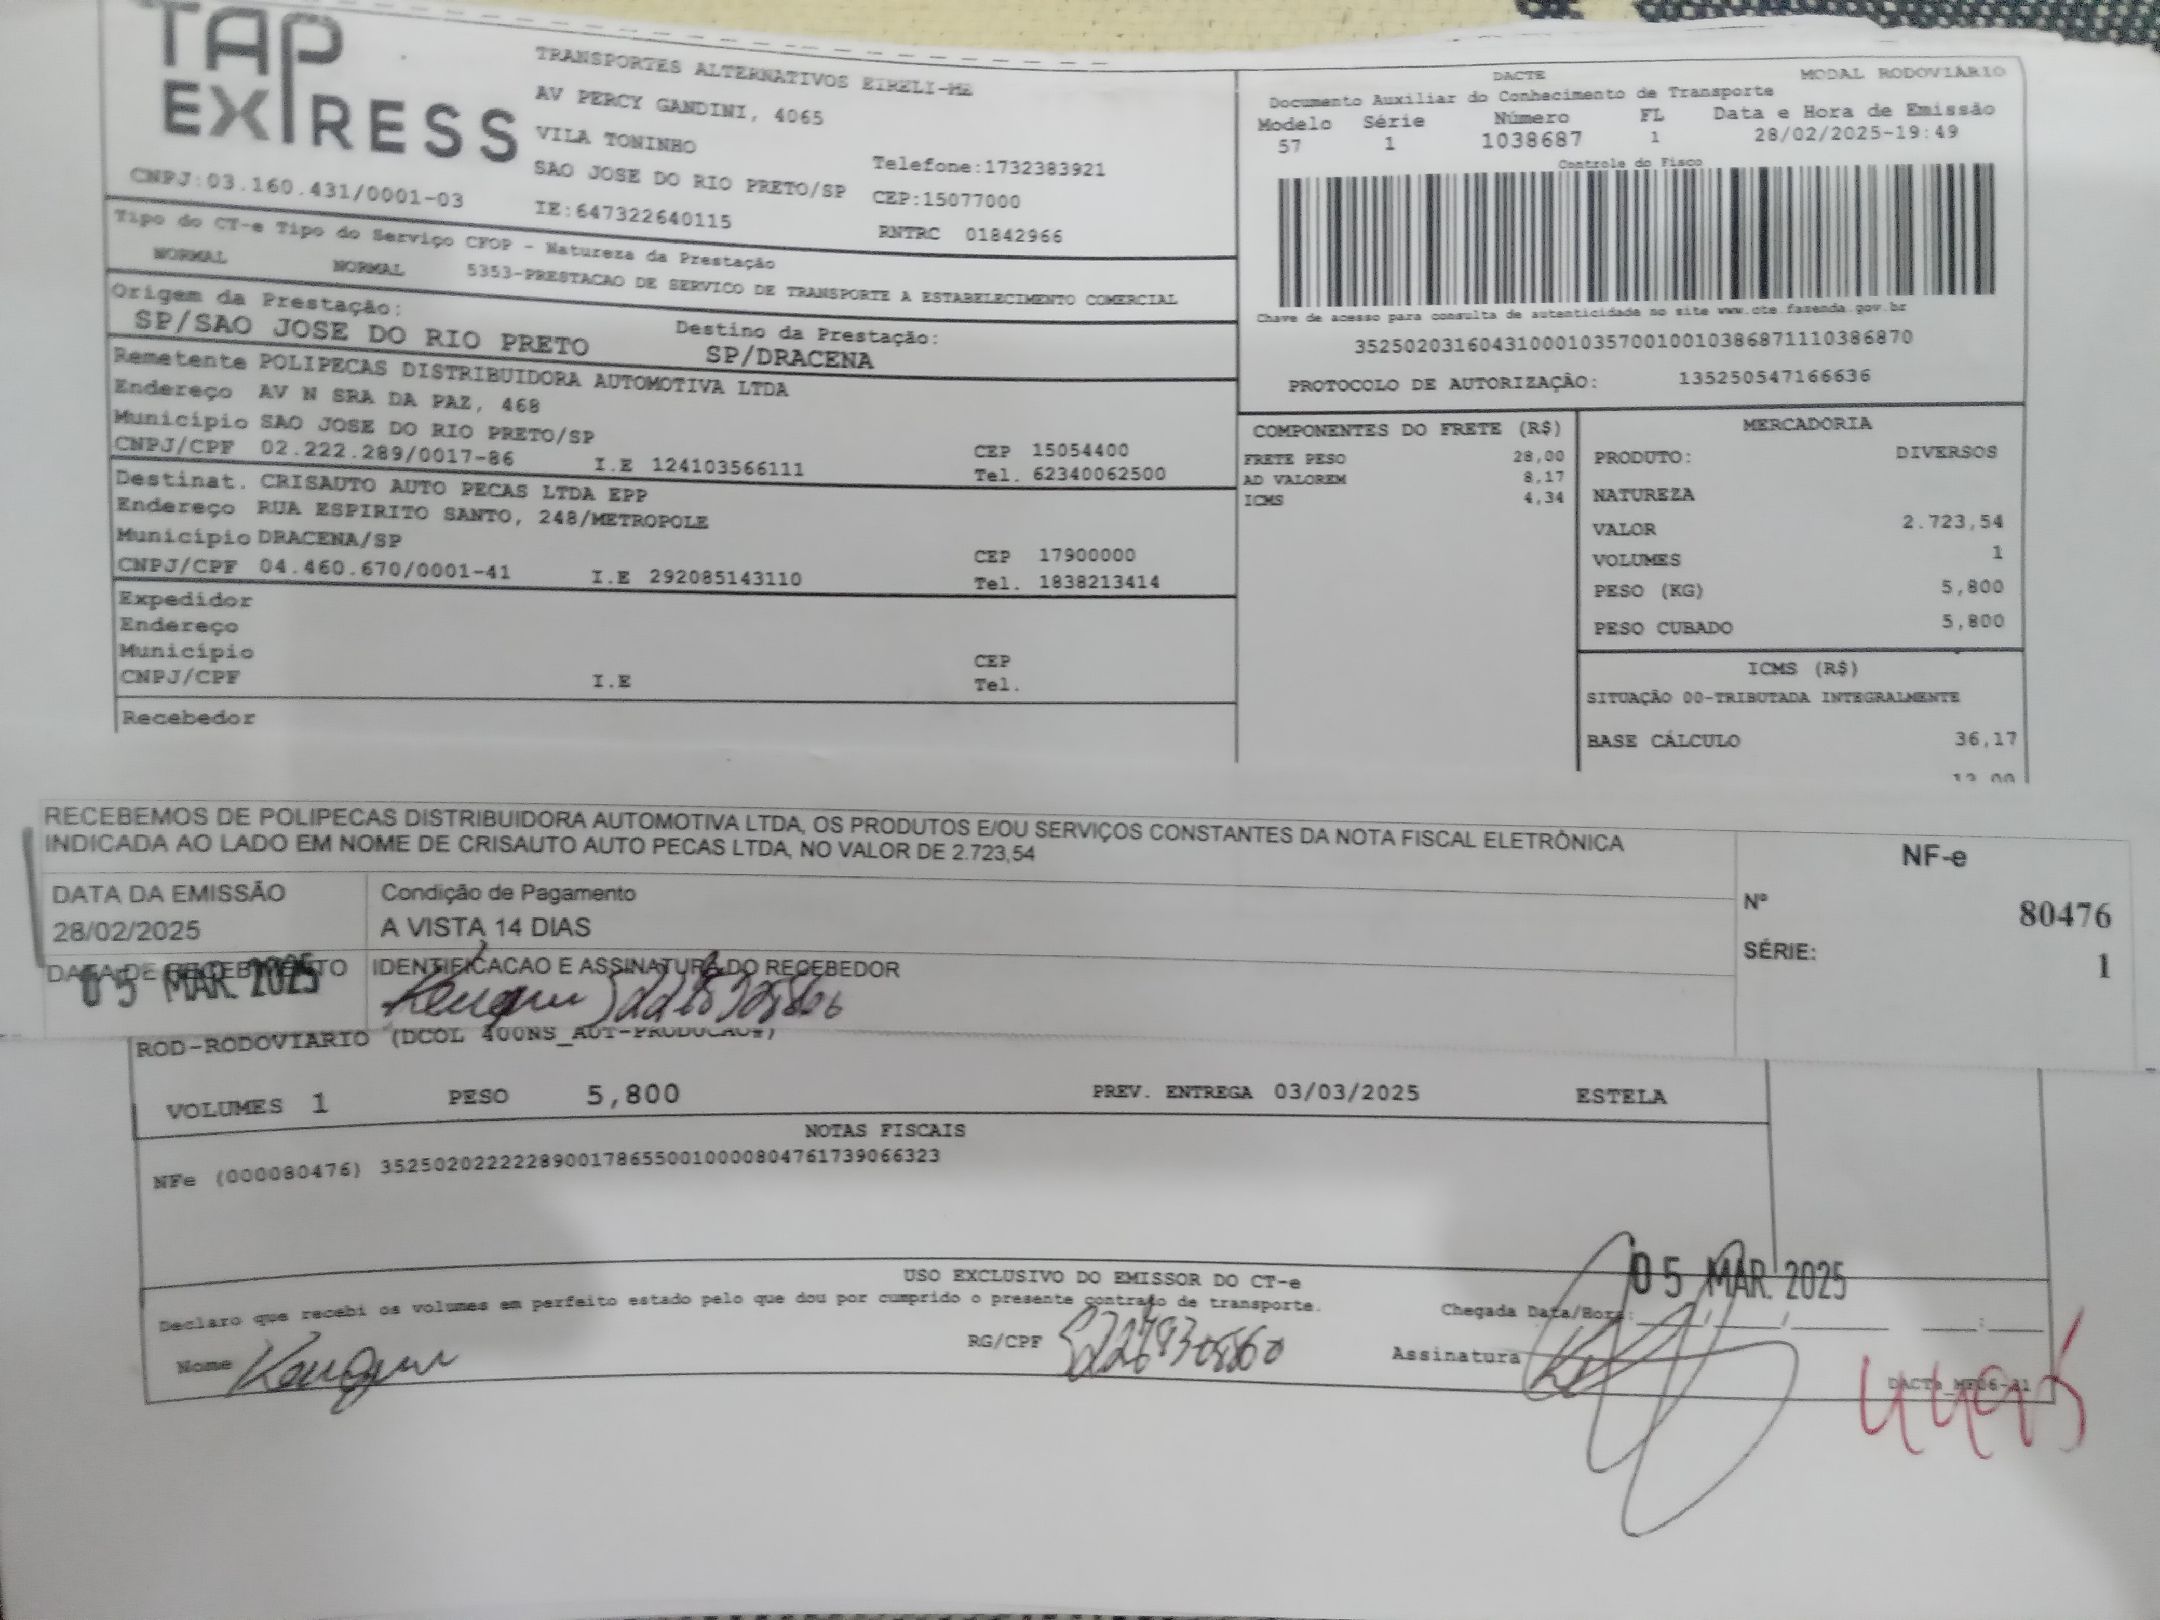 TAP EXPRESS
TRANSPORTES ALTERNATIVOS EIRELI-ME
AV PERCY GANDINI, 4065
VILA TONINHO
SAO JOSE DO RIO PRETO/SP
Telefone:1732383921
CEP:15077000
CNPJ:03.160.431/0001-03
IE:647322640115
RNTRC 01842966
DACTE MODAL RODOVIÁRIO
Documento Auxiliar do Conhecimento de Transporte
Modelo Série Número FL Data e Hora de Emissão
57 1 1038687 1 28/02/2025-19:49
Controle do Fisco
Chave de acesso para consulta de autenticidade no site www.cte.fazenda.gov.br
35250203160431000103570010010386871110386870
PROTOCOLO DE AUTORIZAÇÃO: 135250547166636
Tipo do CT-e Tipo do Serviço CFOP - Natureza da Prestação
NORMAL NORMAL 5353-PRESTACAO DE SERVICO DE TRANSPORTE A ESTABELECIMENTO COMERCIAL
Origem da Prestação: Destino da Prestação:
SP/SAO JOSE DO RIO PRETO SP/DRACENA
Remetente POLIPECAS DISTRIBUIDORA AUTOMOTIVA LTDA
Endereço AV N SRA DA PAZ, 468
Município SAO JOSE DO RIO PRETO/SP CEP 15054400
CNPJ/CPF 02.222.289/0017-86 I.E 124103566111 Tel. 62340062500
Destinat. CRISAUTO AUTO PECAS LTDA EPP
Endereço RUA ESPIRITO SANTO, 248/METROPOLE
Município DRACENA/SP CEP 17900000
CNPJ/CPF 04.460.670/0001-41 I.E 292085143110 Tel. 1838213414
Expedidor
Endereço
Município CEP
CNPJ/CPF I.E Tel.
Recebedor
COMPONENTES DO FRETE (R$)
FRETE PESO 28,00
AD VALOREM 8,17
ICMS 4,34
MERCADORIA
PRODUTO: DIVERSOS
NATUREZA
VALOR 2.723,54
VOLUMES 1
PESO (KG) 5,800
PESO CUBADO 5,800
ICMS (R$)
SITUAÇÃO 00-TRIBUTADA INTEGRALMENTE
BASE CÁLCULO 36,17
12,00
RECEBEMOS DE POLIPECAS DISTRIBUIDORA AUTOMOTIVA LTDA, OS PRODUTOS E/OU SERVIÇOS CONSTANTES DA NOTA FISCAL ELETRÔNICA
INDICADA AO LADO EM NOME DE CRISAUTO AUTO PECAS LTDA, NO VALOR DE 2.723,54
NF-e
Nº 80476
SÉRIE: 1
DATA DA EMISSÃO Condição de Pagamento
28/02/2025 A VISTA 14 DIAS
DATA DE RECEBIMENTO IDENTIFICACAO E ASSINATURA DO RECEBEDOR
05 MAR. 2025
ROD-RODOVIARIO (DCOL 400NS_AUT-PRODUCAO#)
VOLUMES 1 PESO 5,800 PREV. ENTREGA 03/03/2025 ESTELA
NOTAS FISCAIS
NFe (000080476) 35250202222289001786550010000804761739066323
USO EXCLUSIVO DO EMISSOR DO CT-e
Declaro que recebi os volumes em perfeito estado pelo que dou por cumprido o presente contrato de transporte.
05 MAR. 2025
Chegada Data/Hora: / / :
Nome RG/CPF Assinatura